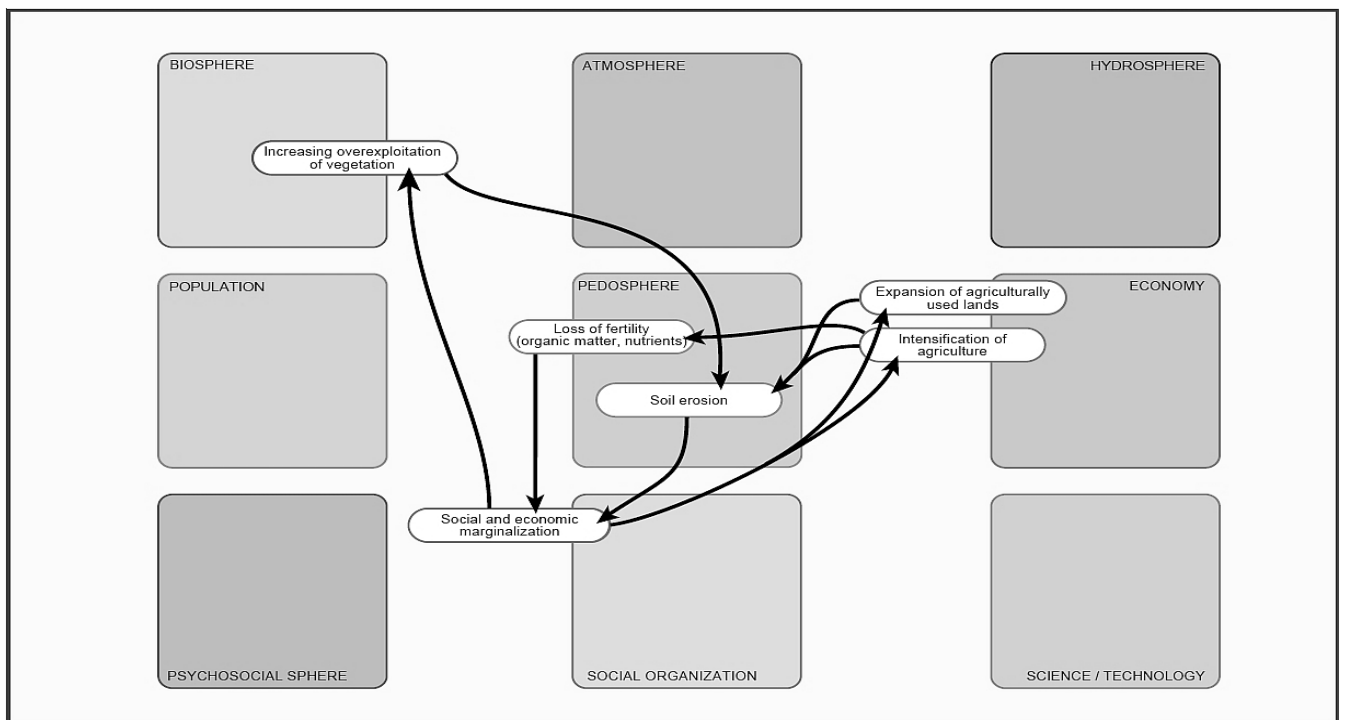 BIOSPHERE
ATMOSPHERE
HYDROSPHERE
Increasing overexploitation
of vegetation
POPULATION
PEDOSPHERE
ECONOMY
Expansion of agriculturally
used lands
Loss of fertility
(organic matter, nutrients)
Intensification of
agriculture
Soil erosion
Social and economic
marginalization
PSYCHOSOCIAL SPHERE
SOCIAL ORGANIZATION
SCIENCE / TECHNOLOGY